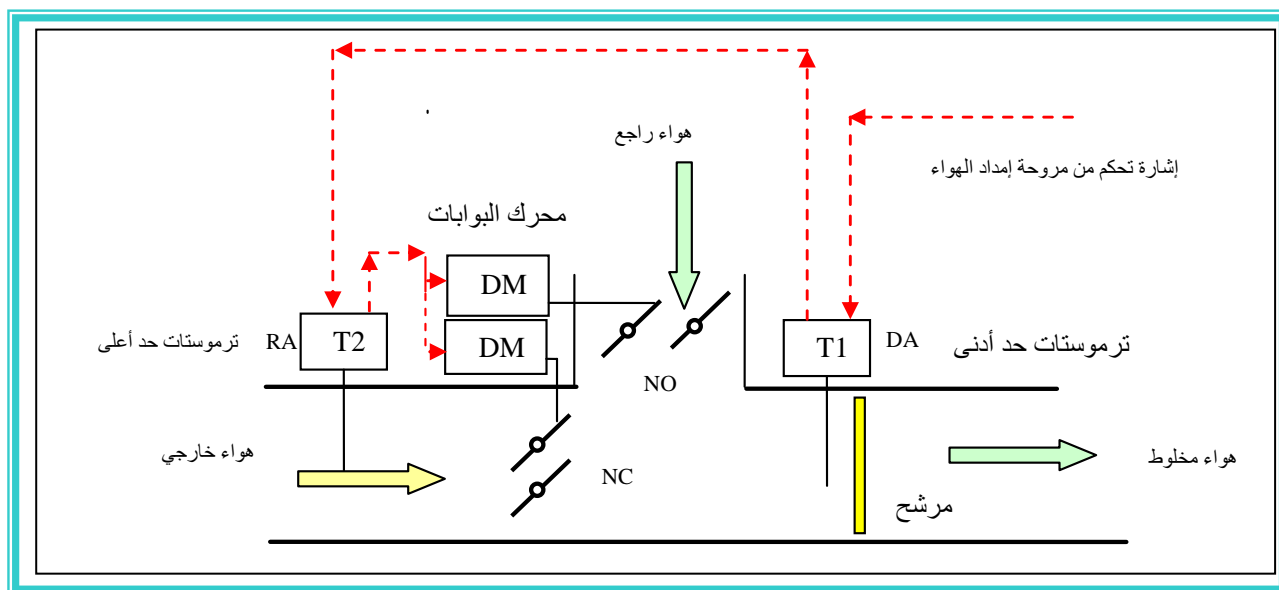 هواء راجع
إشارة تحكم من مروحة إمداد الهواء
محرك البوابات
DM
DM
ترموستات حد أدنى
DA
T1
T2
RA
ترموستات حد أعلى
NO
هواء خارجي
NC
هواء مخلوط
مرشح